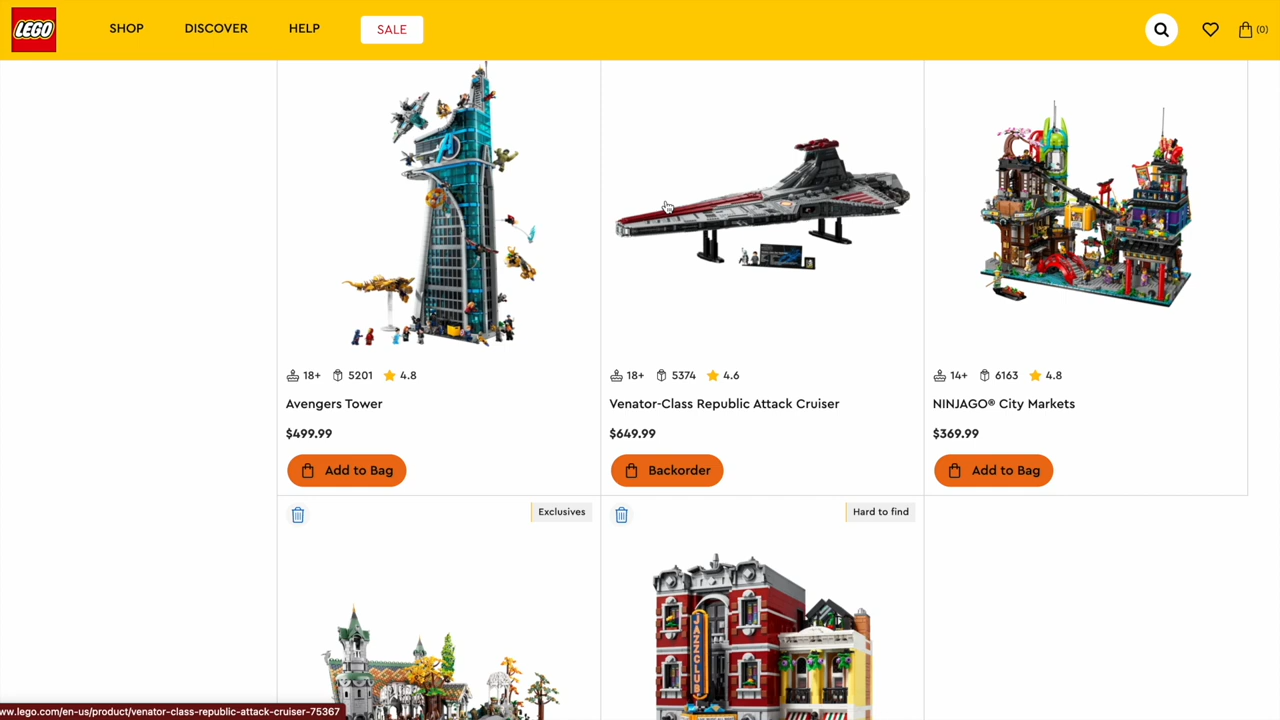 LEGO
SHOP
DISCOVER
HELP
SALE
(0)
18+ 5201 4.8
Avengers Tower
$499.99
Add to Bag
18+ 5374 4.6
Venator-Class Republic Attack Cruiser
$649.99
Backorder
14+ 6163 4.8
NINJAGO® City Markets
$369.99
Add to Bag
Exclusives
Hard to find
JAZZ CLUB
ww.lego.com/en-us/product/venator-class-republic-attack-cruiser-75367